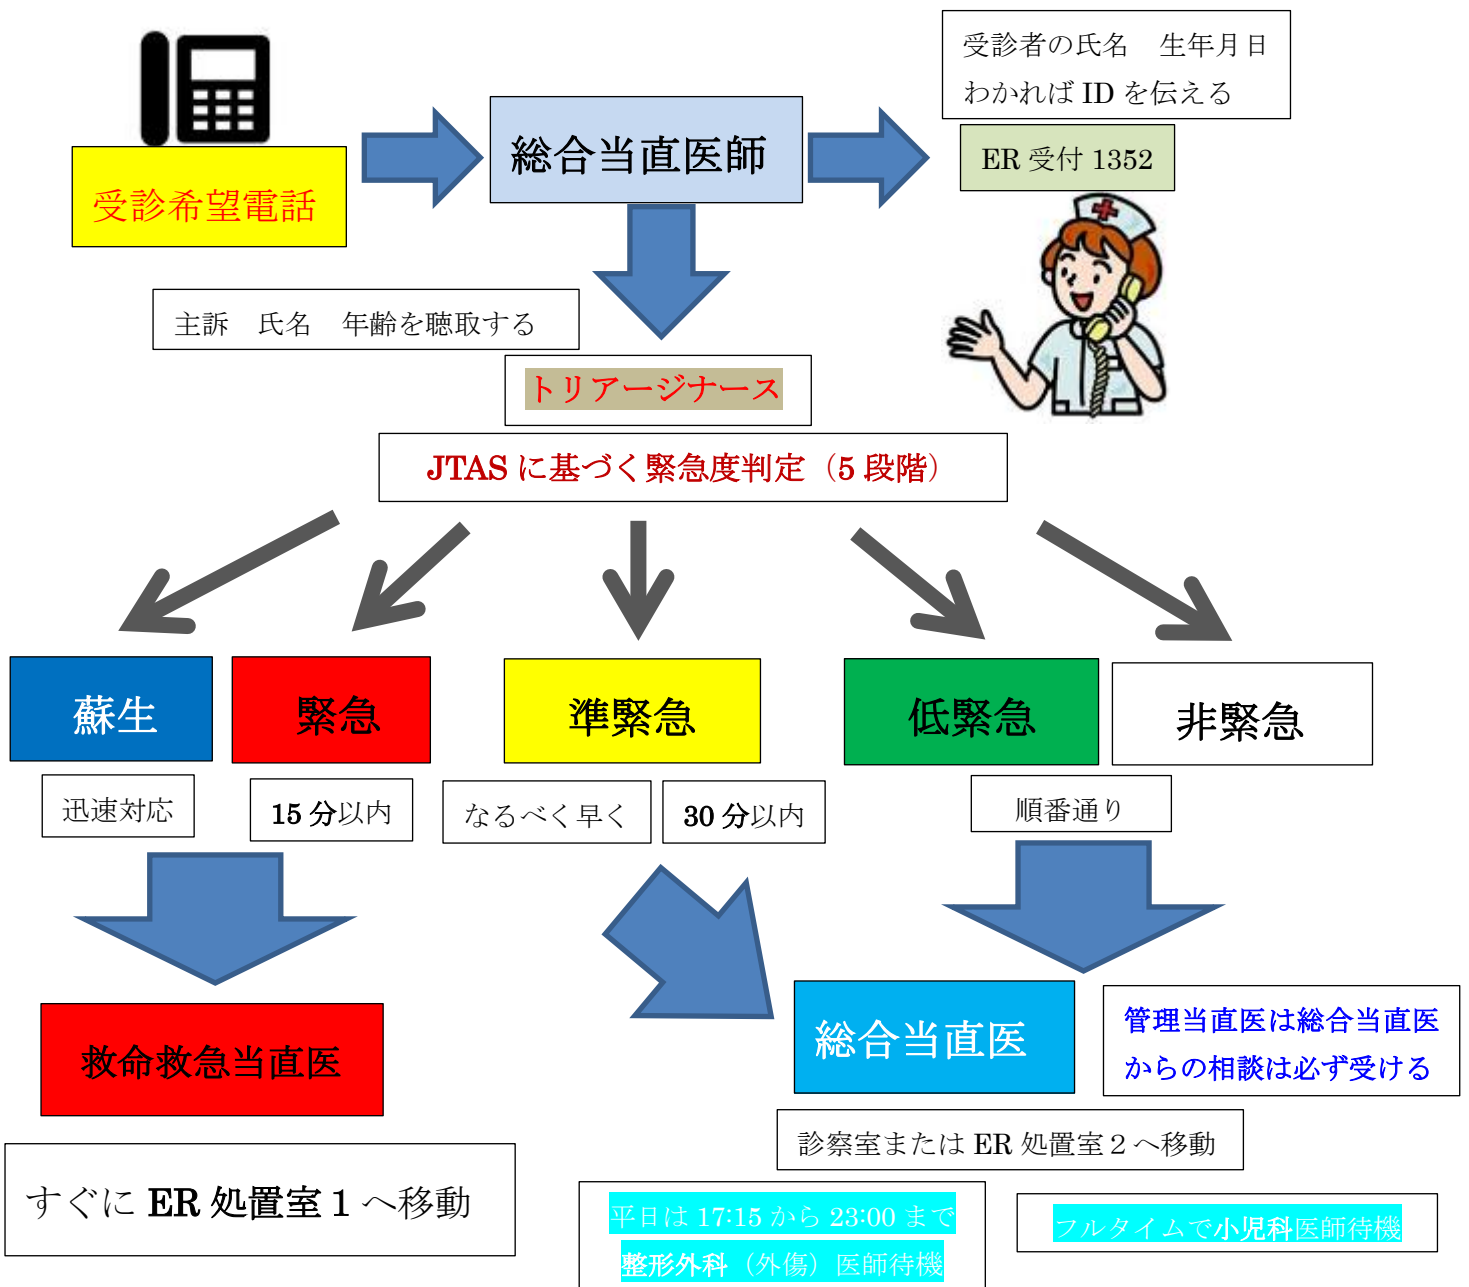 受診者の氏名　生年月日
わかれば ID を伝える
総合当直医師
ER 受付 1352
受診希望電話
主訴　氏名　年齢を聴取する
トリアージナース
JTAS に基づく緊急度判定（5 段階）
蘇生
緊急
準緊急
低緊急
非緊急
迅速対応
15 分以内
なるべく早く
30 分以内
順番通り
救命救急当直医
総合当直医
管理当直医は総合当直医
からの相談は必ず受ける
すぐに ER 処置室 1 へ移動
診察室または ER 処置室２へ移動
平日は 17:15 から 23:00 まで
整形外科（外傷）医師待機
フルタイムで小児科医師待機